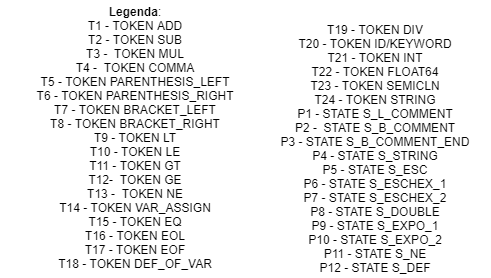 Legenda:
T1 - TOKEN ADD
T2 - TOKEN SUB
T3 - TOKEN MUL
T4 - TOKEN COMMA
T5 - TOKEN PARENTHESIS_LEFT
T6 - TOKEN PARENTHESIS_RIGHT
T7 - TOKEN BRACKET_LEFT
T8 - TOKEN BRACKET_RIGHT
T9 - TOKEN LT
T10 - TOKEN LE
T11 - TOKEN GT
T12- TOKEN GE
T13 - TOKEN NE
T14 - TOKEN VAR_ASSIGN
T15 - TOKEN EQ
T16 - TOKEN EOL
T17 - TOKEN EOF
T18 - TOKEN DEF_OF_VAR
T19 - TOKEN DIV
T20 - TOKEN ID/KEYWORD
T21 - TOKEN INT
T22 - TOKEN FLOAT64
T23 - TOKEN SEMICLN
T24 - TOKEN STRING
P1 - STATE S_L_COMMENT
P2 - STATE S_B_COMMENT
P3 - STATE S_B_COMMENT_END
P4 - STATE S_STRING
P5 - STATE S_ESC
P6 - STATE S_ESCHEX_1
P7 - STATE S_ESCHEX_2
P8 - STATE S_DOUBLE
P9 - STATE S_EXPO_1
P10 - STATE S_EXPO_2
P11 - STATE S_NE
P12 - STATE S_DEF